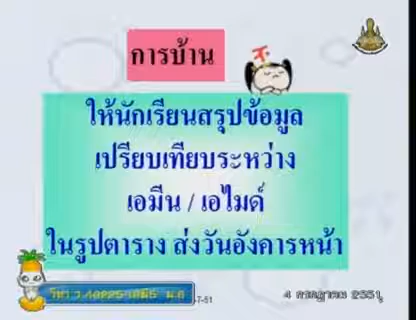 การบ้าน
ให้นักเรียนสรุปข้อมูล
เปรียบเทียบระหว่าง
เอมีน / เอไมด์
ในรูปตาราง ส่งวันอังคารหน้า
4 กรกฎาคม 2551